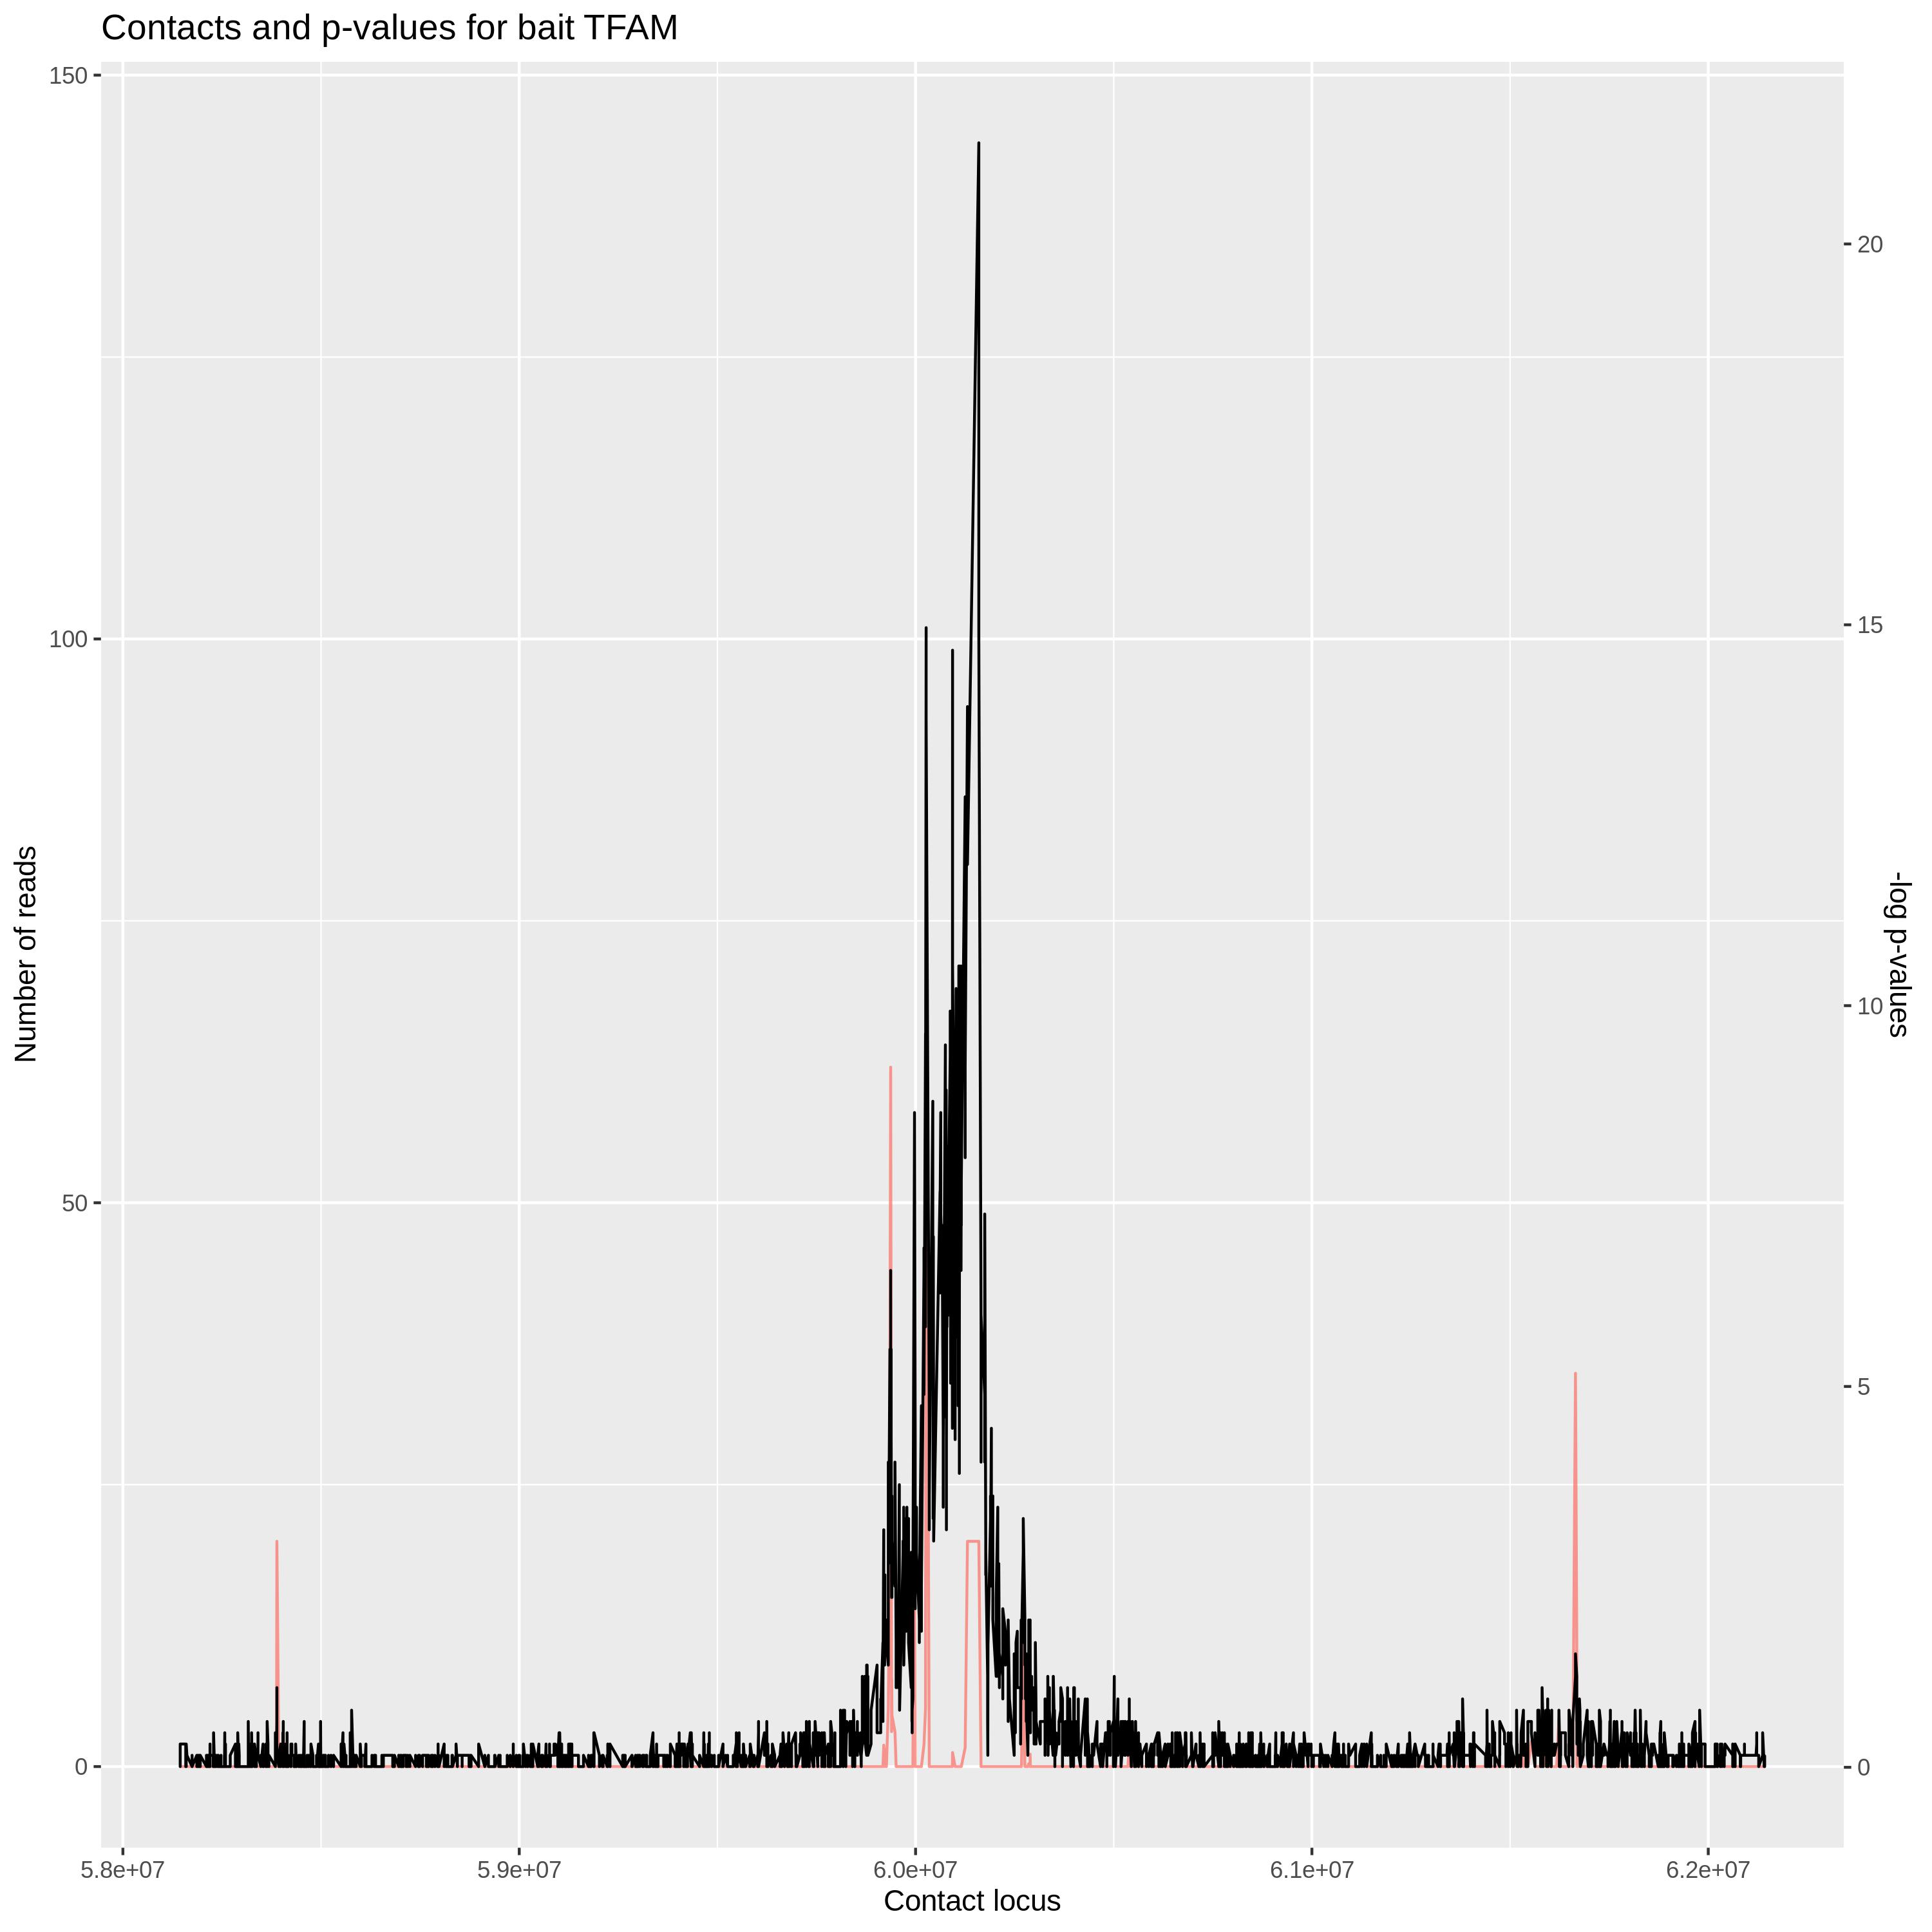 Contacts and p-values for bait TFAM
150
100
50
0
Number of reads
20
15
10
5
0
-log p-values
5.8e+07
5.9e+07
6.0e+07
6.1e+07
6.2e+07
Contact locus